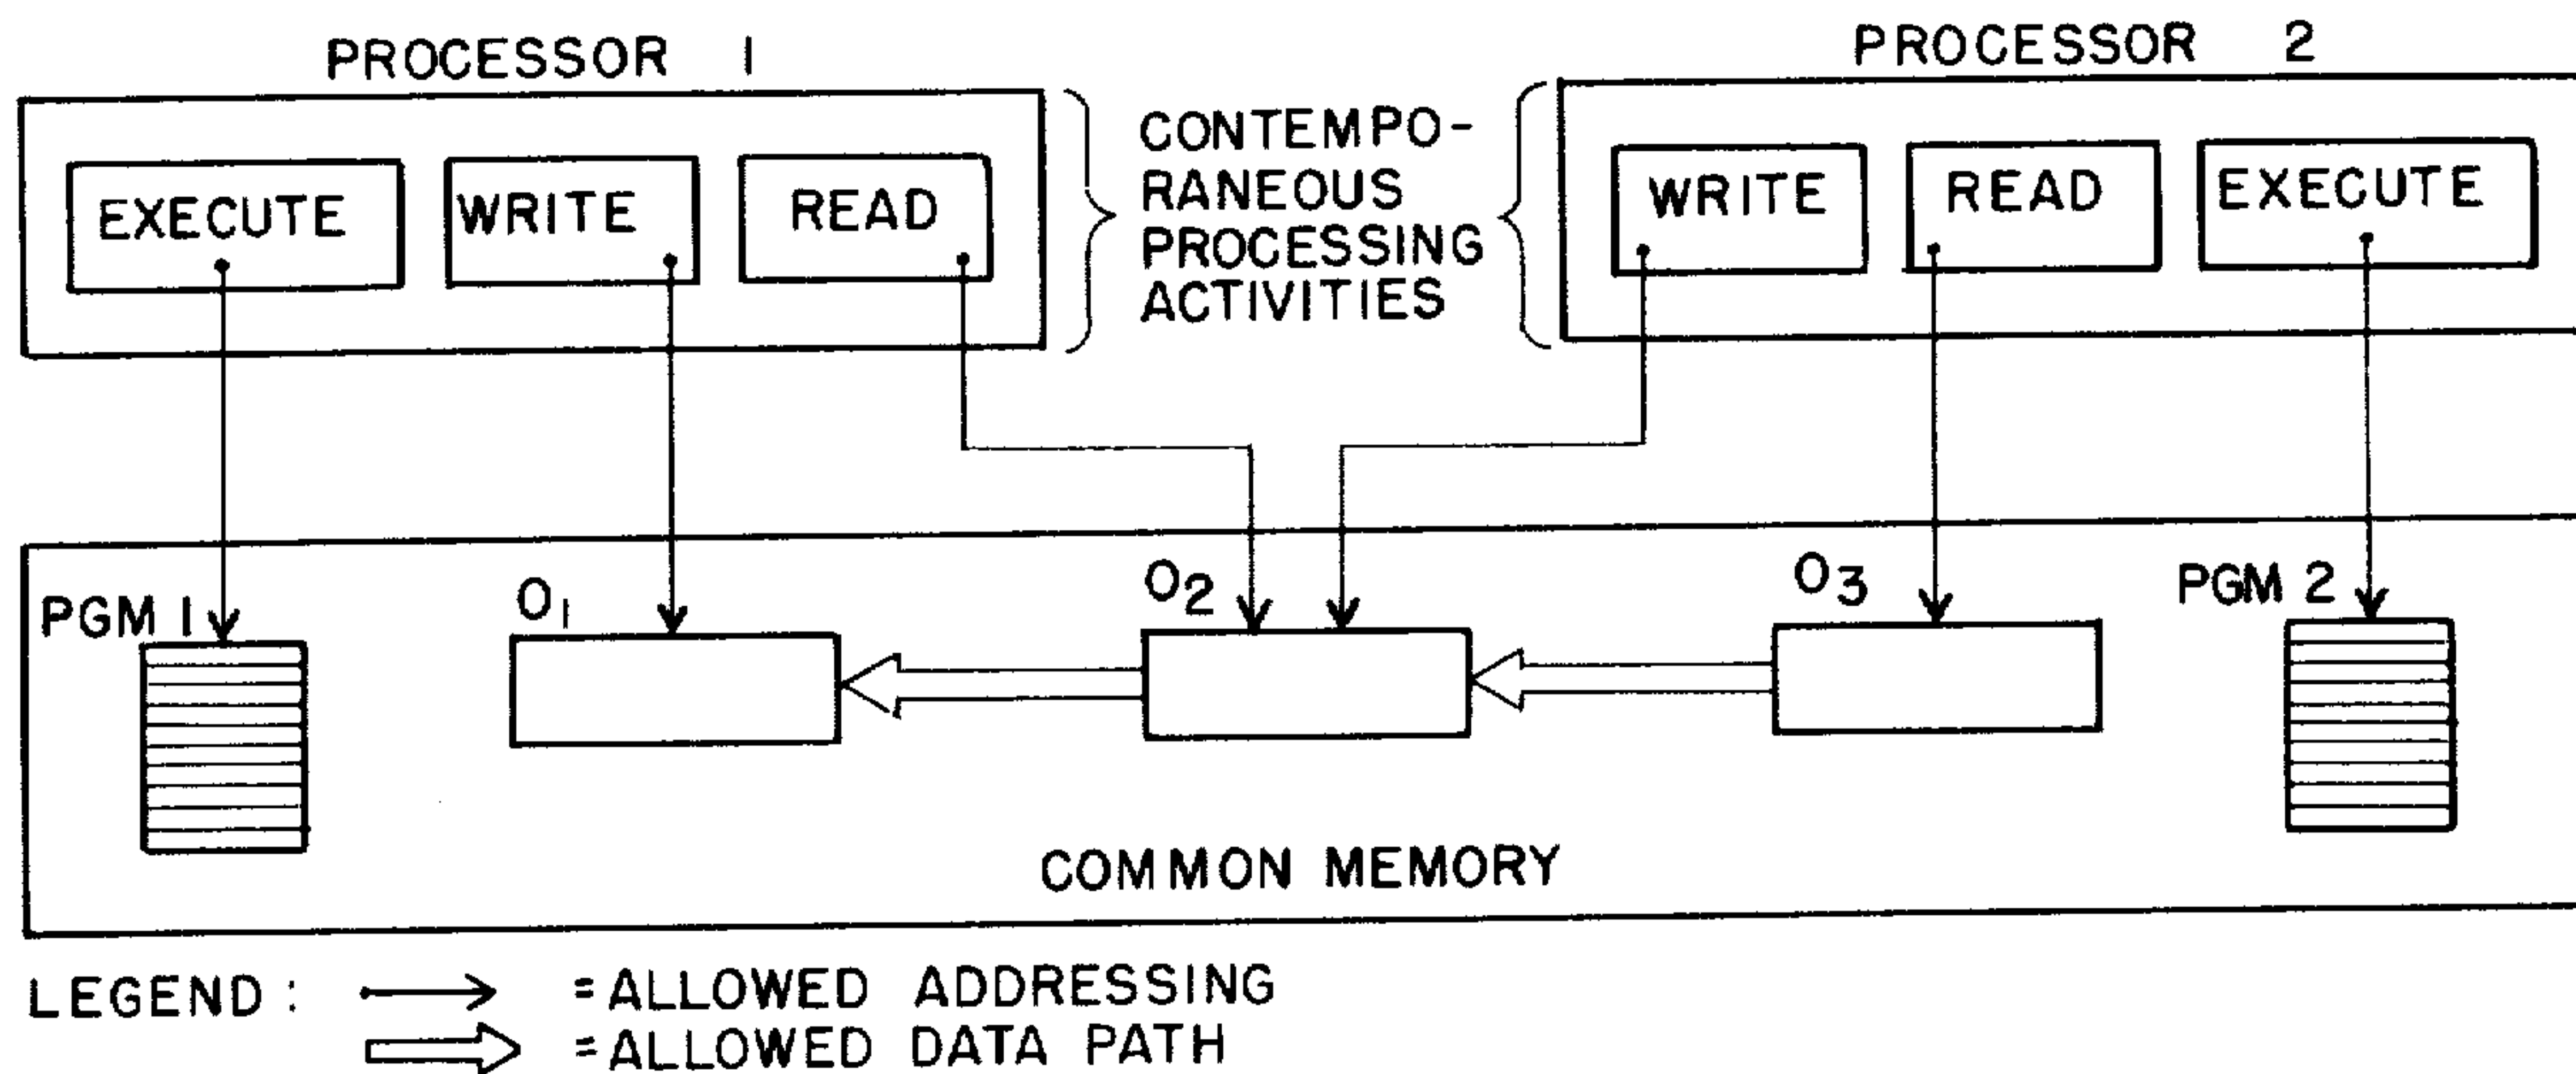 PROCESSOR 1
PROCESSOR 2
EXECUTE
WRITE
READ
CONTEMPO-
RANEOUS
PROCESSING
ACTIVITIES
WRITE
READ
EXECUTE
PGM 1
O1
O2
O3
PGM 2
COMMON MEMORY
LEGEND: = ALLOWED ADDRESSING
= ALLOWED DATA PATH